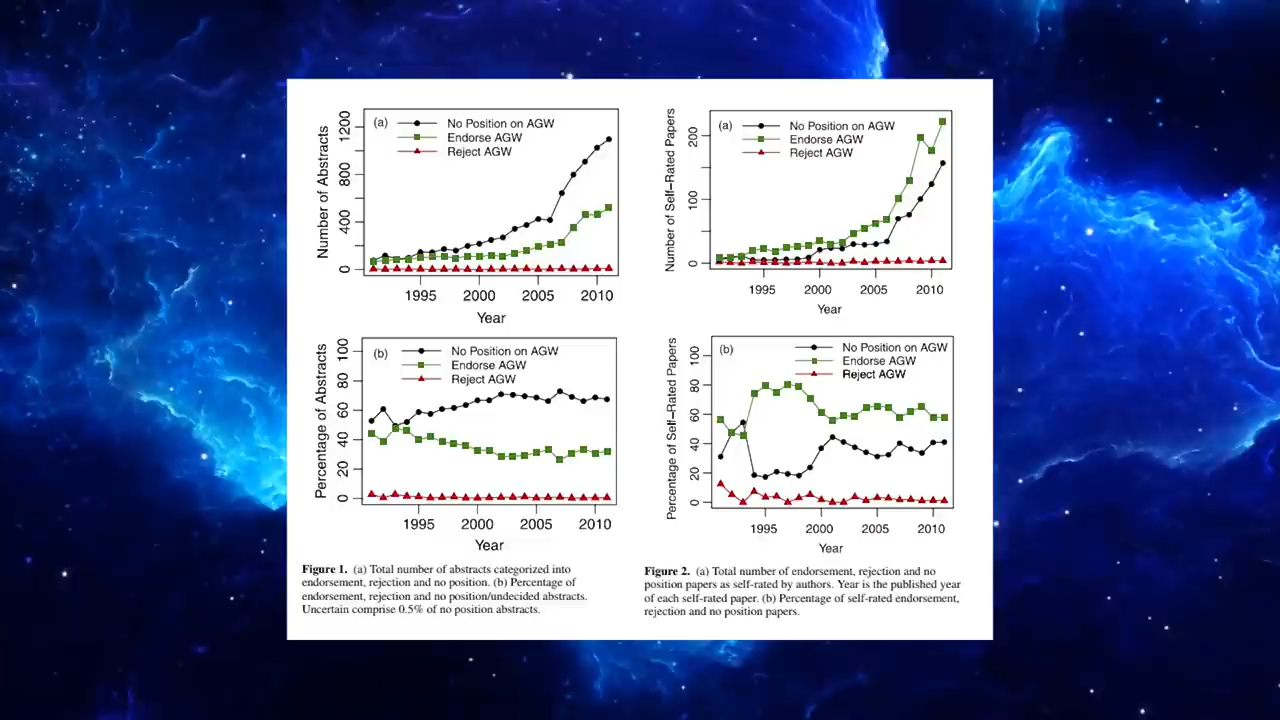 (a)
No Position on AGW
Endorse AGW
Reject AGW
Number of Abstracts
1200
800
400
0
1995 2000 2005 2010
Year
(a)
No Position on AGW
Endorse AGW
Reject AGW
Number of Self-Rated Papers
200
100
0
1995 2000 2005 2010
Year
(b)
No Position on AGW
Endorse AGW
Reject AGW
Percentage of Abstracts
100
80
60
40
20
0
1995 2000 2005 2010
Year
(b)
No Position on AGW
Endorse AGW
Reject AGW
Percentage of Self-Rated Papers
100
80
60
40
20
0
1995 2000 2005 2010
Year
Figure 1. (a) Total number of abstracts categorized into
endorsement, rejection and no position. (b) Percentage of
endorsement, rejection and no position/undecided abstracts.
Uncertain comprise 0.5% of no position abstracts.
Figure 2. (a) Total number of endorsement, rejection and no
position papers as self-rated by authors. Year is the published year
of each self-rated paper. (b) Percentage of self-rated endorsement,
rejection and no position papers.